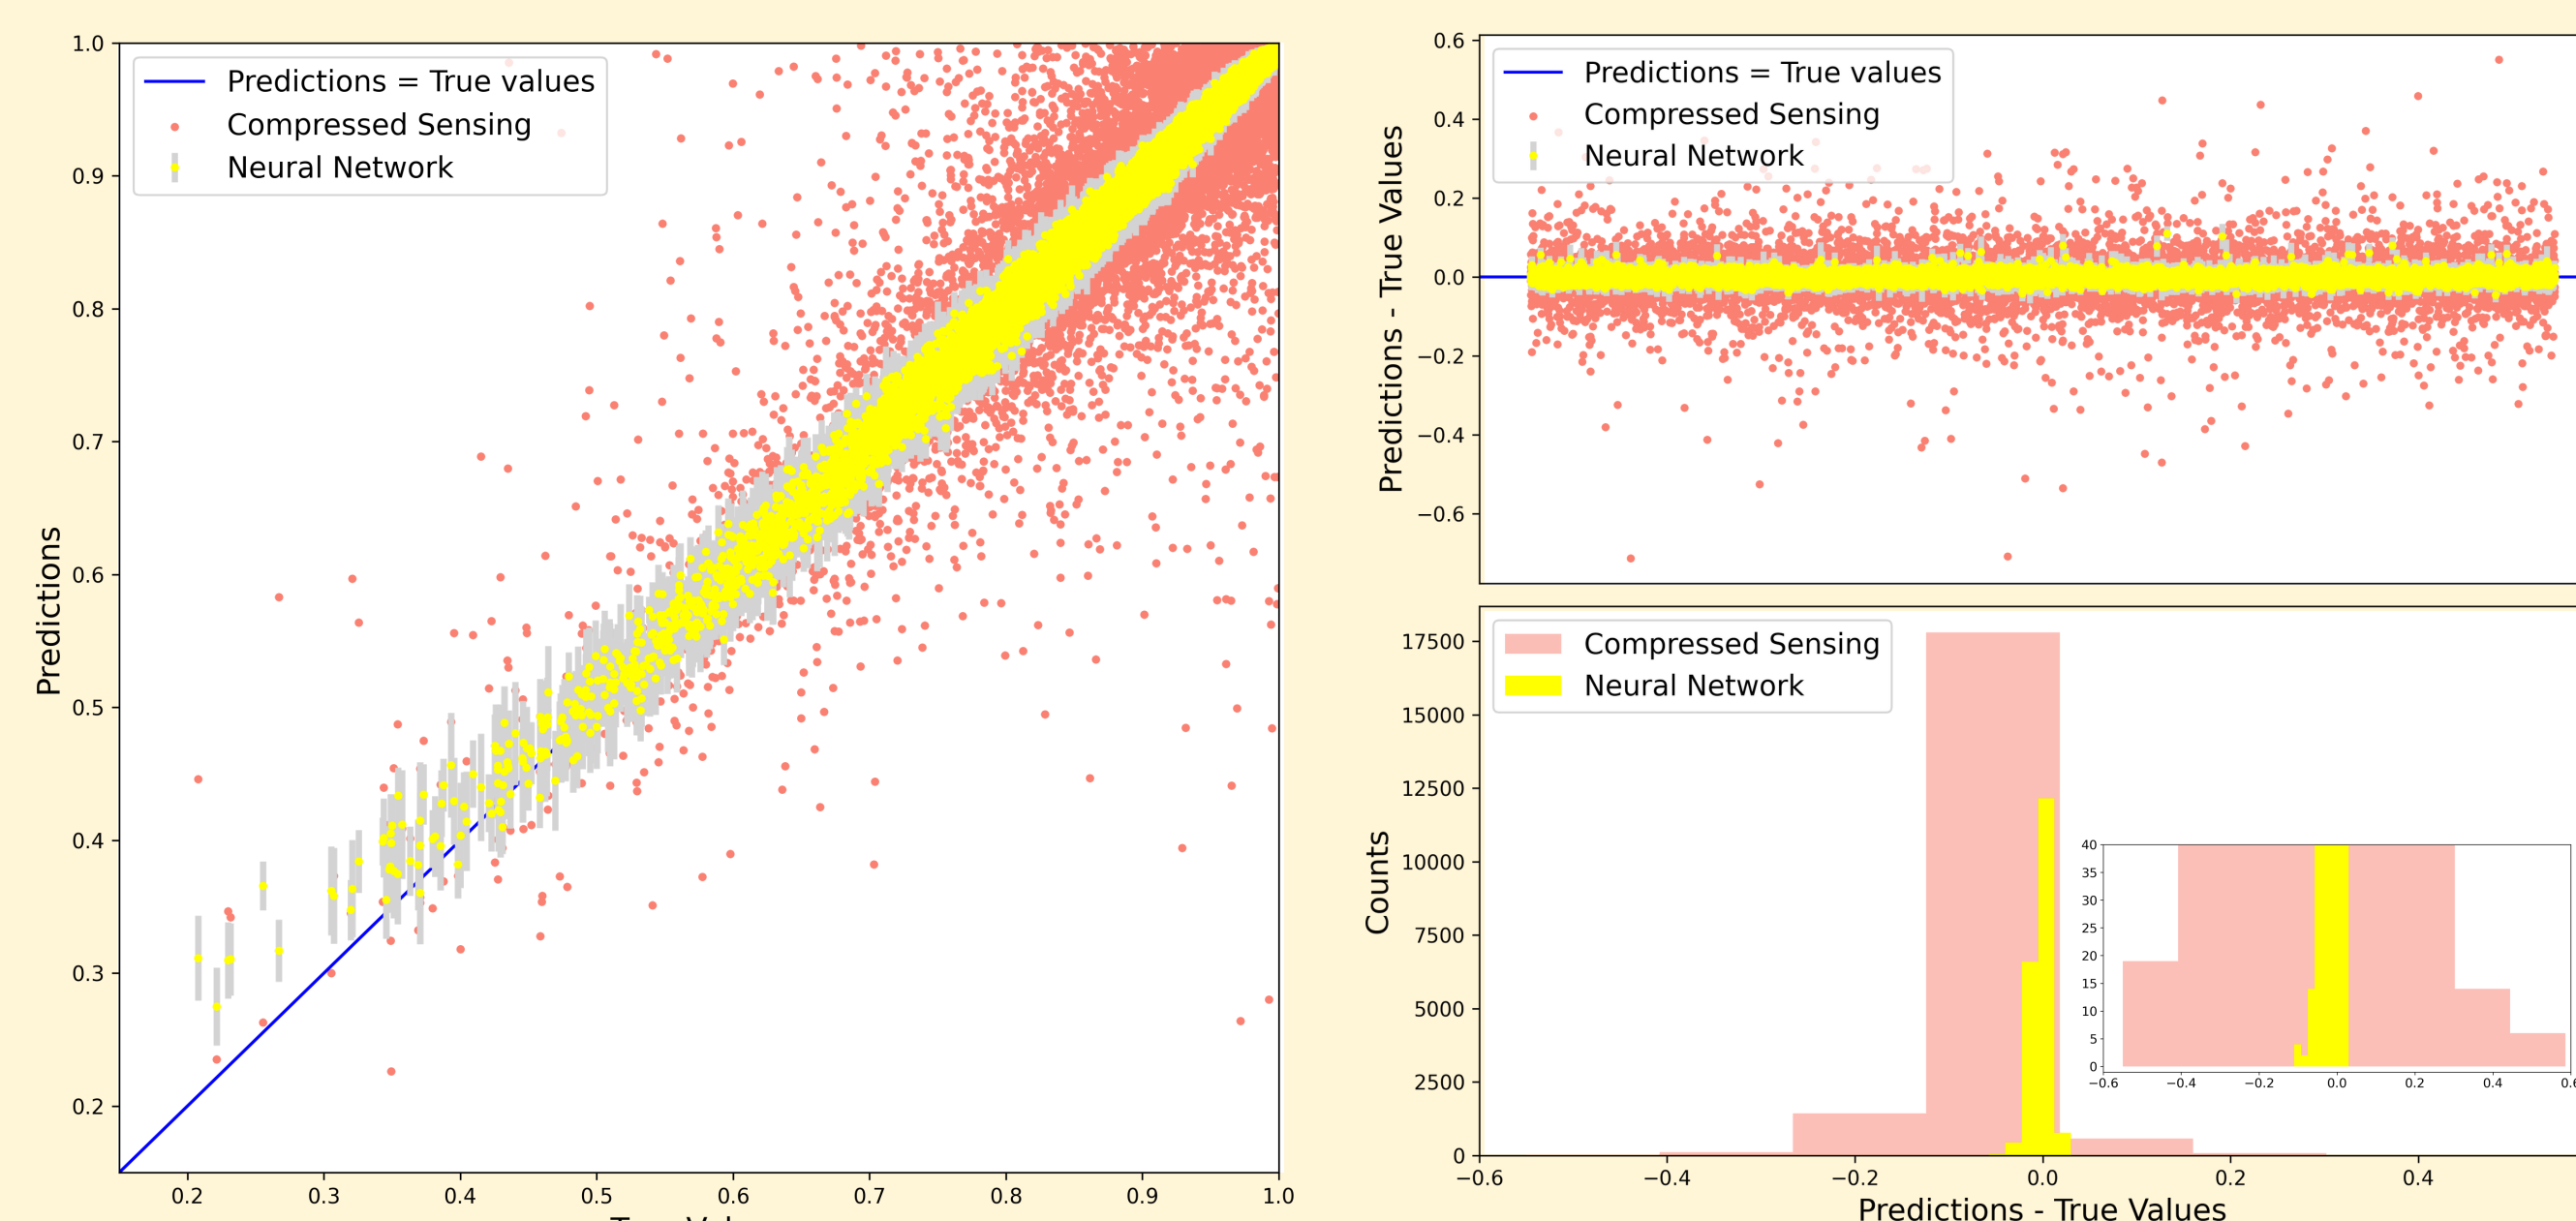 1.0
0.9
0.8
0.7
0.6
0.5
0.4
0.3
0.2
Predictions
Predictions = True values
Compressed Sensing
Neural Network
0.2 0.3 0.4 0.5 0.6 0.7 0.8 0.9 1.0
0.6
0.4
0.2
0.0
−0.2
−0.4
−0.6
Predictions - True Values
Predictions = True values
Compressed Sensing
Neural Network
17500
15000
12500
10000
7500
5000
2500
0
Counts
Compressed Sensing
Neural Network
40
35
30
25
20
15
10
5
0
−0.6 −0.4 −0.2 0.0 0.2 0.4
−0.6 −0.4 −0.2 0.0 0.2 0.4
Predictions - True Values